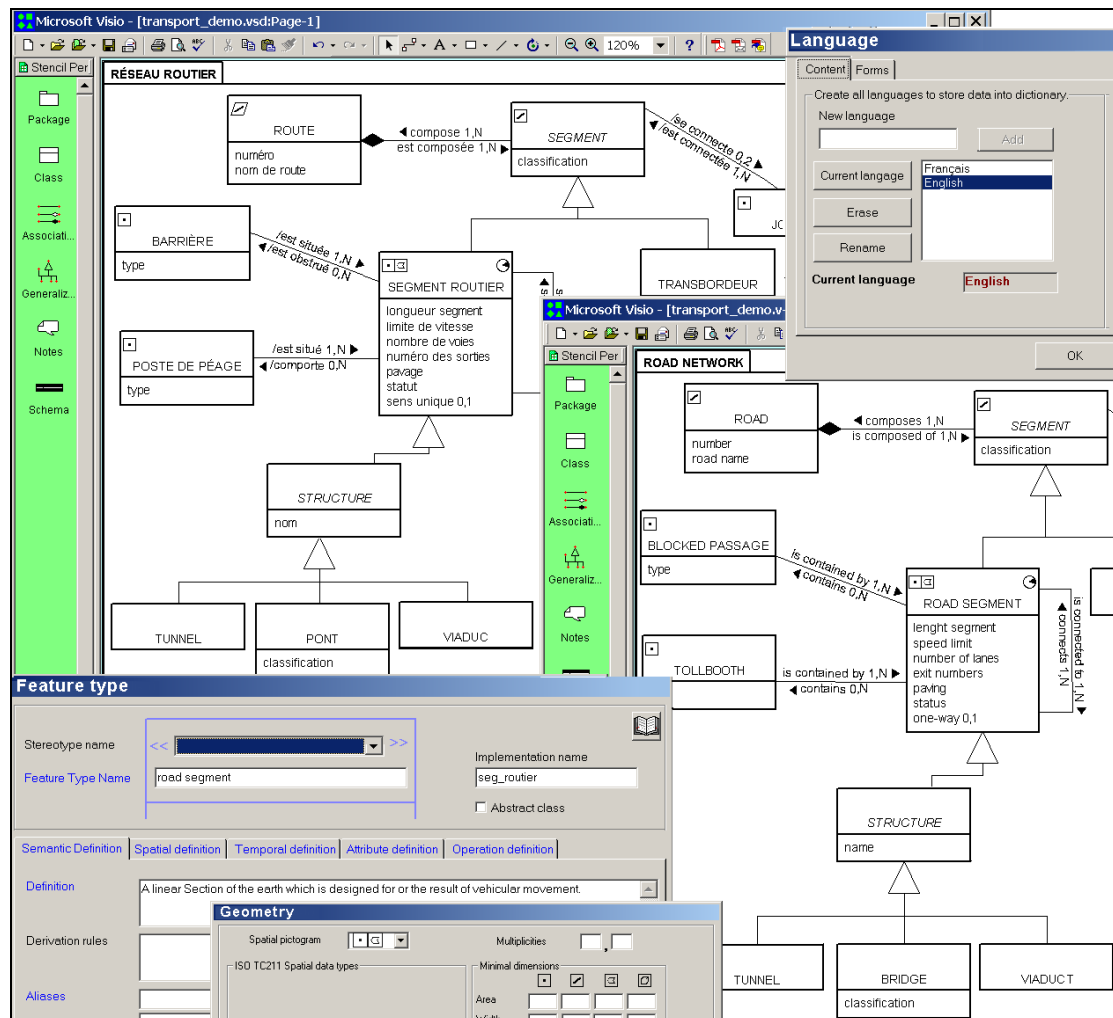 Microsoft Visio - [transport_demo.vsd:Page-1]
120%
Stencil Per
Package
Class
Associati...
Generaliz...
Notes
Schema
RÉSEAU ROUTIER
ROUTE
numéro
nom de route
compose 1,N
est composée 1,N
SEGMENT
classification
/se connecte 0,2
/est connectée 1,N
BARRIÈRE
type
/est située 1,N
/est obstrué 0,N
SEGMENT ROUTIER
longueur segment
limite de vitesse
nombre de voies
numéro des sorties
pavage
statut
sens unique 0,1
TRANSBORDEUR
POSTE DE PÉAGE
type
/est situé 1,N
/comporte 0,N
STRUCTURE
nom
TUNNEL
PONT
classification
VIADUC
Language
Content
Forms
Create all languages to store data into dictionary.
New language
Add
Current langage
Erase
Rename
Français
English
Current language
English
OK
Microsoft Visio - [transport_demo.v
Stencil Per
Package
Class
Associati...
Generaliz...
Notes
ROAD NETWORK
ROAD
number
road name
composes 1,N
is composed of 1,N
SEGMENT
classification
BLOCKED PASSAGE
type
is contained by 1,N
contains 0,N
ROAD SEGMENT
lenght segment
speed limit
number of lanes
exit numbers
paving
status
one-way 0,1
is connected to 1,N
connects 1,N
TOLLBOOTH
is contained by 1,N
contains 0,N
STRUCTURE
name
TUNNEL
BRIDGE
classification
VIADUCT
Feature type
Stereotype name
<<
>>
Feature Type Name
road segment
Implementation name
seg_routier
Abstract class
Semantic Definition
Spatial definition
Temporal definition
Attribute definition
Operation definition
Definition
A linear Section of the earth which is designed for or the result of vehicular movement.
Derivation rules
Aliases
Geometry
Spatial pictogram
Multiplicities
,
ISO TC211 Spatial data types
Minimal dimensions
Area
Width